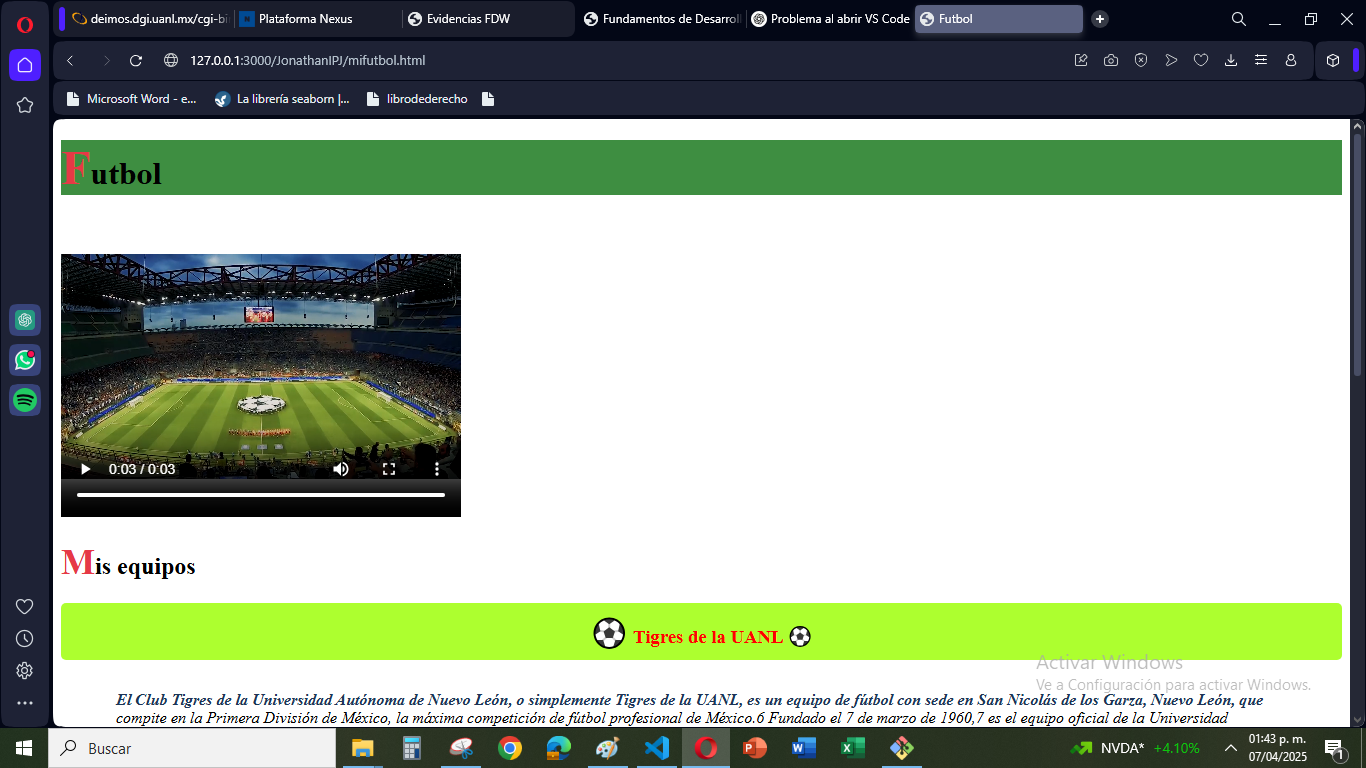 deimos.dgi.uanl.mx/cgi-bi
Plataforma Nexus
Evidencias FDW
Fundamentos de Desarroll
Problema al abrir VS Code
Futbol
127.0.0.1:3000/JonathanIPJ/mifutbol.html
Microsoft Word - e...
La librería seaborn |...
librodederecho
Futbol
0:03 / 0:03
Mis equipos
Tigres de la UANL
Activar Windows
Ve a Configuración para activar Windows.
El Club Tigres de la Universidad Autónoma de Nuevo León, o simplemente Tigres de la UANL, es un equipo de fútbol con sede en San Nicolás de los Garza, Nuevo León, que
compite en la Primera División de México, la máxima competición de fútbol profesional de México.6 Fundado el 7 de marzo de 1960,7 es el equipo oficial de la Universidad
Buscar
NVDA* +4.10%
01:43 p. m.
07/04/2025
1